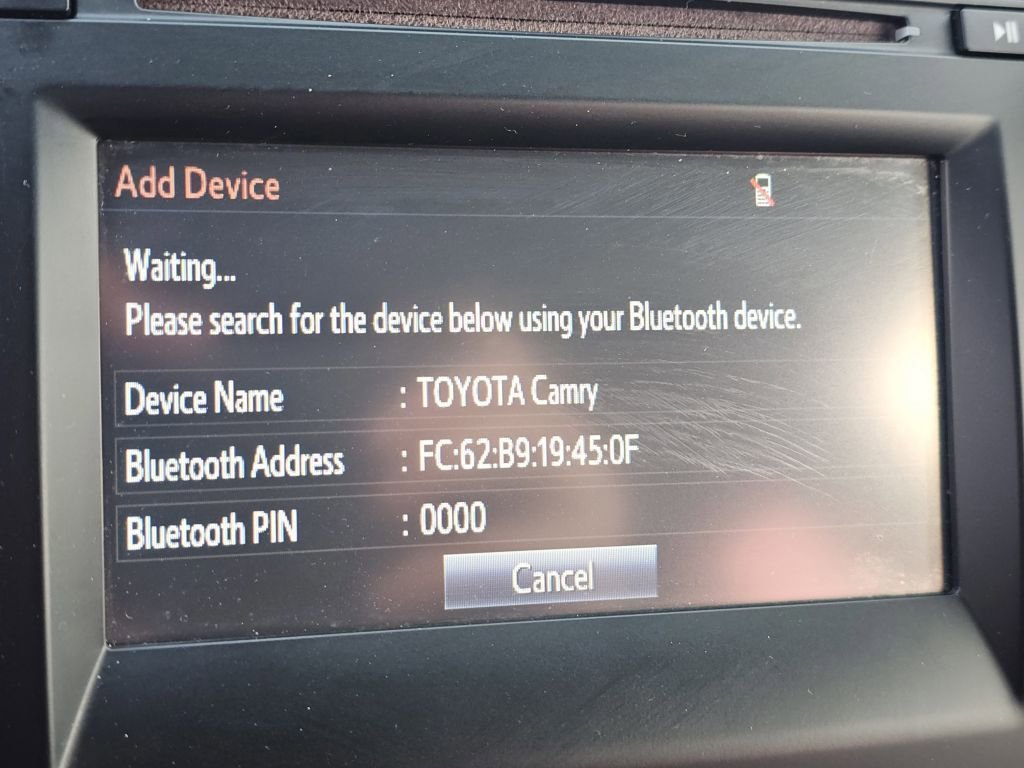 Add Device
Waiting...
Please search for the device below using your Bluetooth device.
Device Name : TOYOTA Camry
Bluetooth Address : FC:62:B9:19:45:0F
Bluetooth PIN : 0000
Cancel